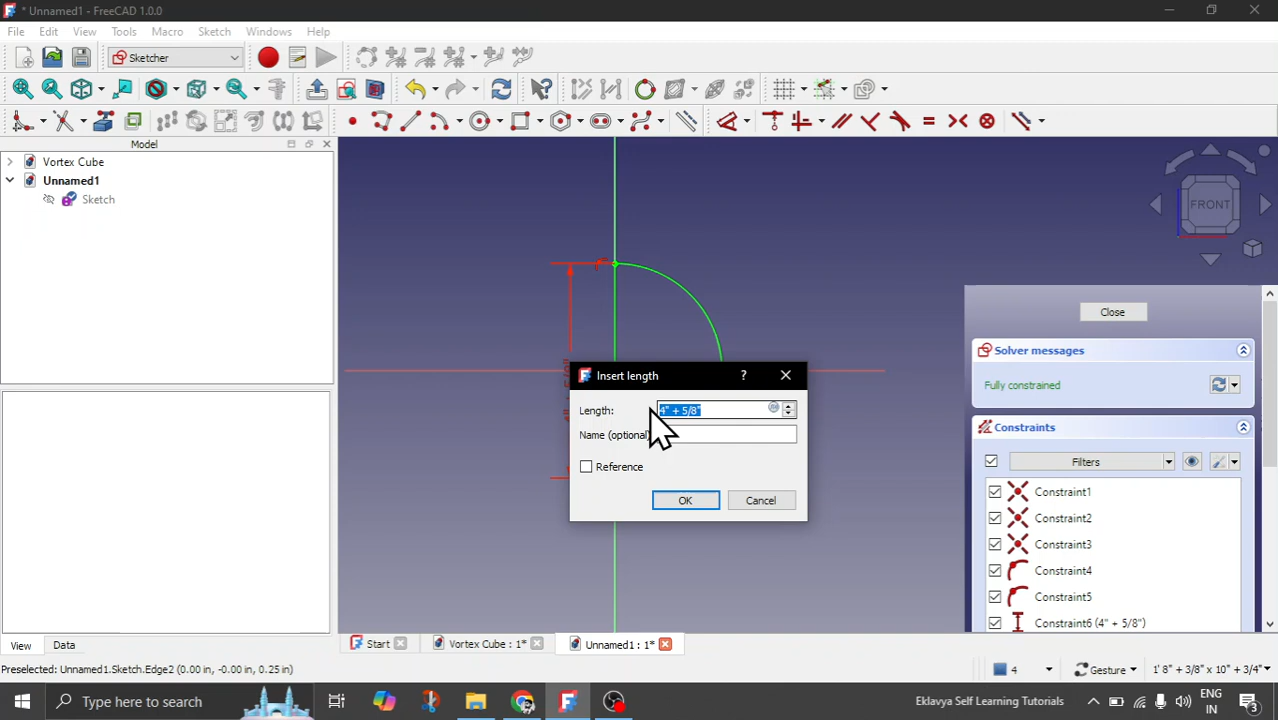 * Unnamed1 - FreeCAD 1.0.0
File Edit View Tools Macro Sketch Windows Help
Sketcher
Model
Vortex Cube
Unnamed1
Sketch
FRONT
Close
Solver messages
Fully constrained
Constraints
Filters
Constraint1
Constraint2
Constraint3
Constraint4
Constraint5
Constraint6 (4" + 5/8")
Insert length
?
Length: 4" + 5/8"
Name (optional)
Reference
OK Cancel
View Data
Start Vortex Cube : 1* Unnamed1 : 1*
Preselected: Unnamed1.Sketch.Edge2 (0.00 in, -0.00 in, 0.25 in)
4 Gesture 1' 8" + 3/8" x 10" + 3/4"
Type here to search
Eklavya Self Learning Tutorials
ENG
IN
3